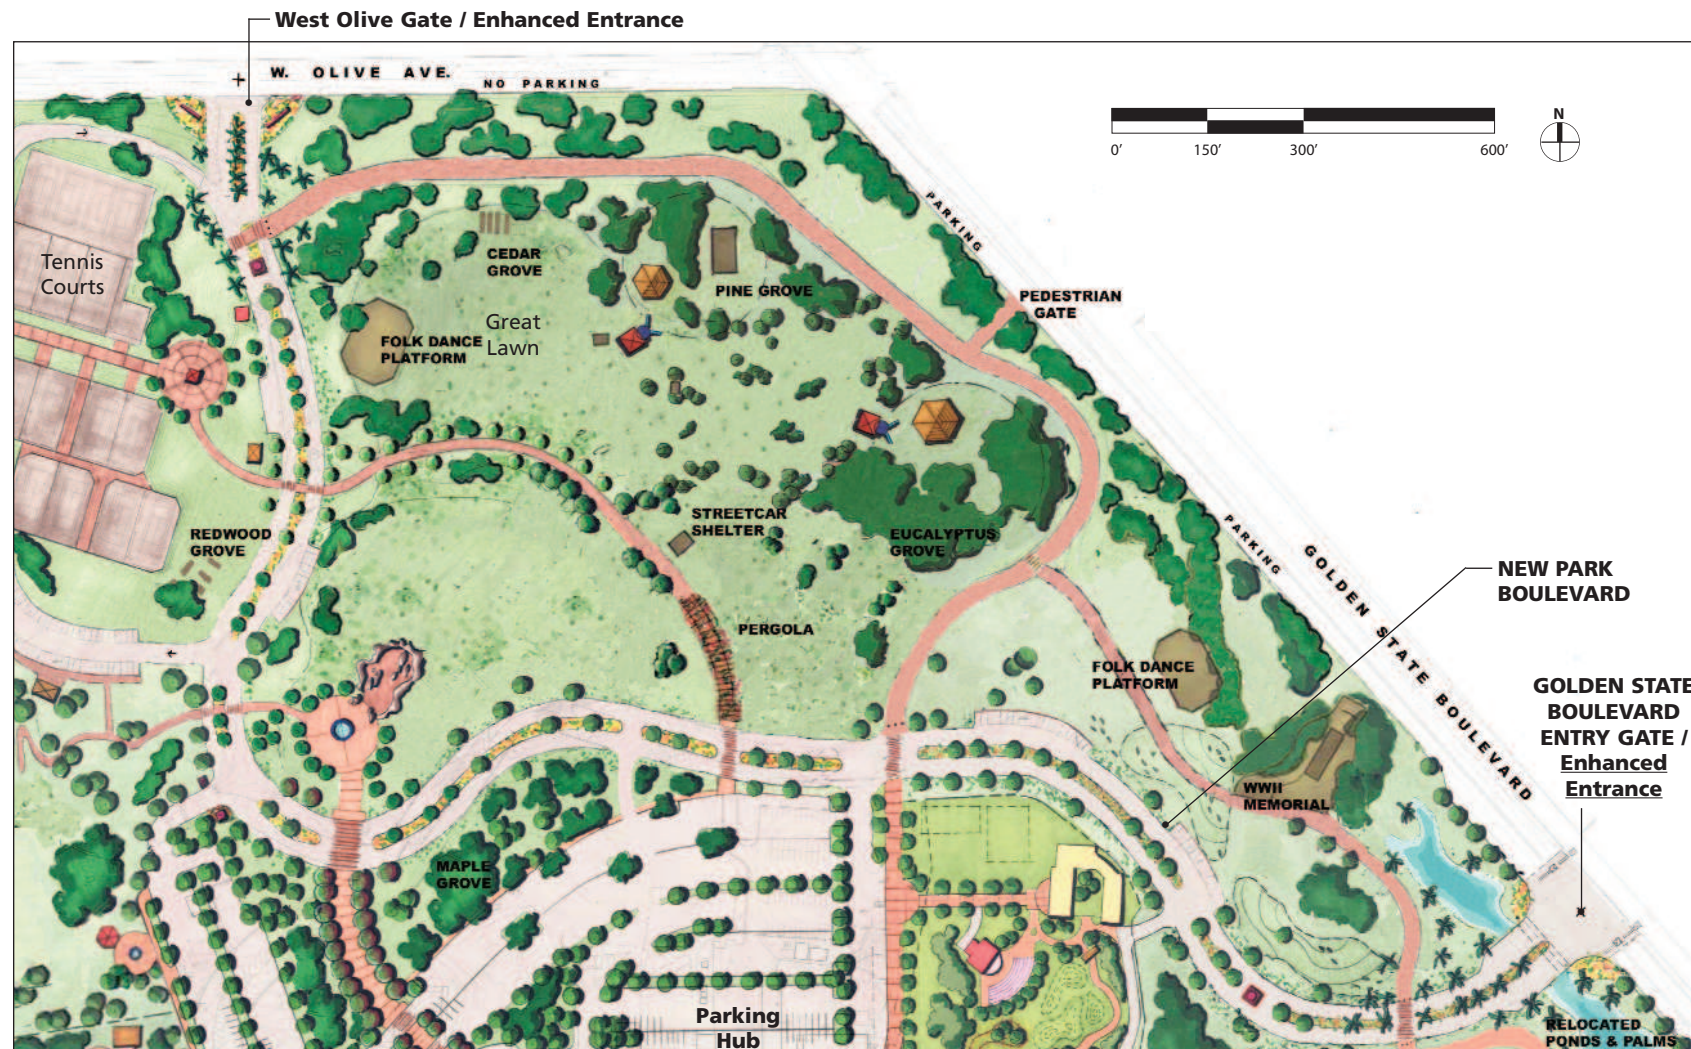 West Olive Gate / Enhanced Entrance
W. OLIVE AVE.
NO PARKING
N
0' 150' 300' 600'
PARKING
Tennis
Courts
CEDAR
GROVE
PINE GROVE
PEDESTRIAN
GATE
Great
Lawn
FOLK DANCE
PLATFORM
STREETCAR
SHELTER
REDWOOD
GROVE
EUCALYPTUS
GROVE
PARKING
GOLDEN STATE BOULEVARD
NEW PARK
BOULEVARD
PERGOLA
FOLK DANCE
PLATFORM
GOLDEN STATE
BOULEVARD
ENTRY GATE /
Enhanced
Entrance
WWII
MEMORIAL
MAPLE
GROVE
Parking
Hub
RELOCATED
PONDS & PALMS